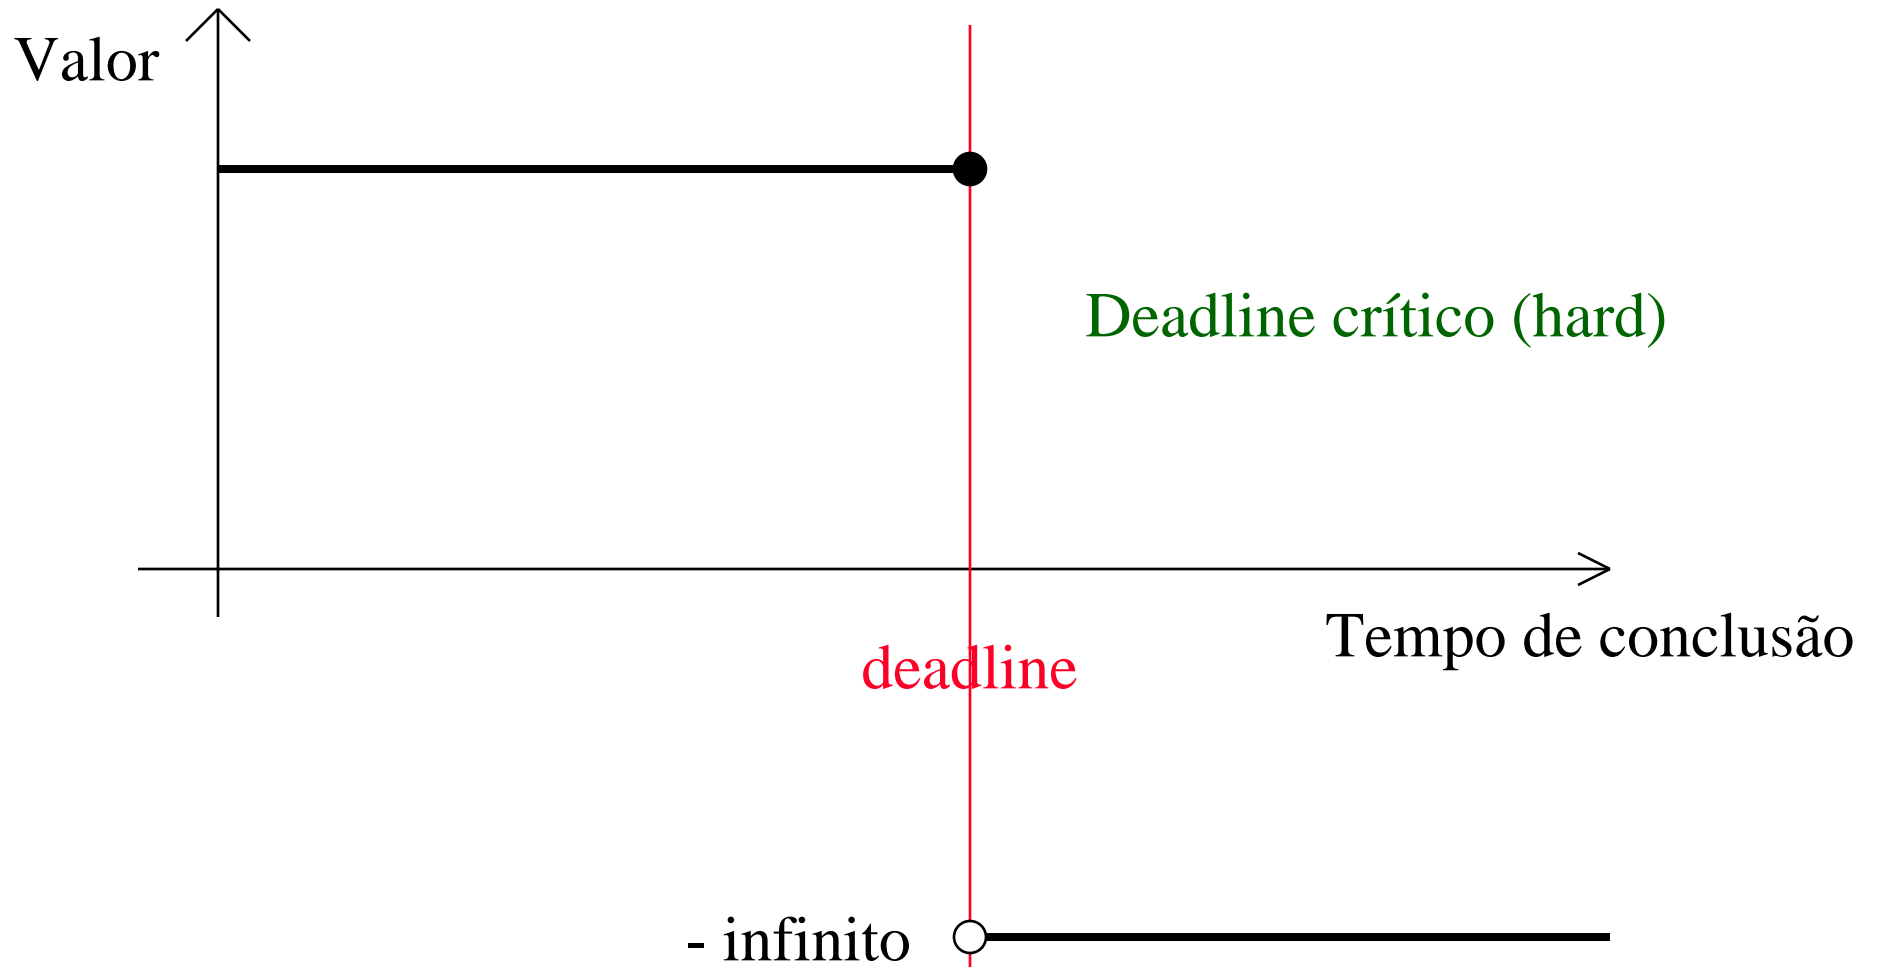 Valor
Deadline crítico (hard)
Tempo de conclusão
deadline
- infinito